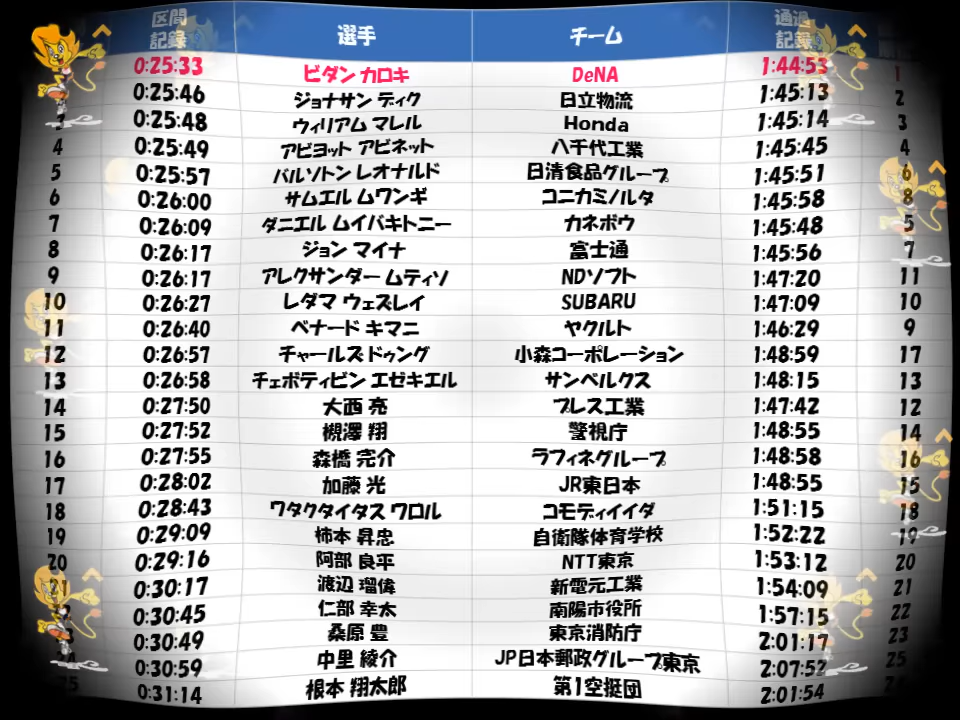 区間記録 選手 チーム 通過記録
0:25:33 ビダン カロキ DeNA 1:44:53 1
0:25:46 ジョナサン ディク 日立物流 1:45:13 2
3 0:25:48 ウィリアム マレル Honda 1:45:14 3
4 0:25:49 アビヨット アビネット 八千代工業 1:45:45 4
5 0:25:57 バルソトン レオナルド 日清食品グループ 1:45:51 6
6 0:26:00 サムエル ムワンギ コニカミノルタ 1:45:58 8
7 0:26:09 ダニエル ムイバキトニー カネボウ 1:45:48 5
8 0:26:17 ジョン マイナ 富士通 1:45:56 7
9 0:26:17 アレクサンダー ムティソ NDソフト 1:47:20 11
10 0:26:27 レダマ ウェズレイ SUBARU 1:47:09 10
11 0:26:40 ベナード キマニ ヤクルト 1:46:29 9
12 0:26:57 チャールズ・ドゥング 小森コーポレーション 1:48:59 17
13 0:26:58 チェボティビン エゼキエル サンベルクス 1:48:15 13
14 0:27:50 大西 亮 プレス工業 1:47:42 12
15 0:27:52 槻澤 翔 警視庁 1:48:55 14
16 0:27:55 森橋 完介 ラフィネグループ 1:48:58 16
17 0:28:02 加藤 光 JR東日本 1:48:55 15
18 0:28:43 ワタクタイタス ワロル コモディイイダ 1:51:15 18
19 0:29:09 柿本 昇忠 自衛隊体育学校 1:52:22 19
20 0:29:16 阿部 良平 NTT東京 1:53:12 20
21 0:30:17 渡辺 瑠偉 新電元工業 1:54:09 21
0:30:45 仁部 幸太 南陽市役所 1:57:15 22
0:30:49 桑原 豊 東京消防庁 2:01:17 23
0:30:59 中里 綾介 JP日本郵政グループ東京 2:07:52 25
25 0:31:14 根本 翔太郎 第1空挺団 2:01:54